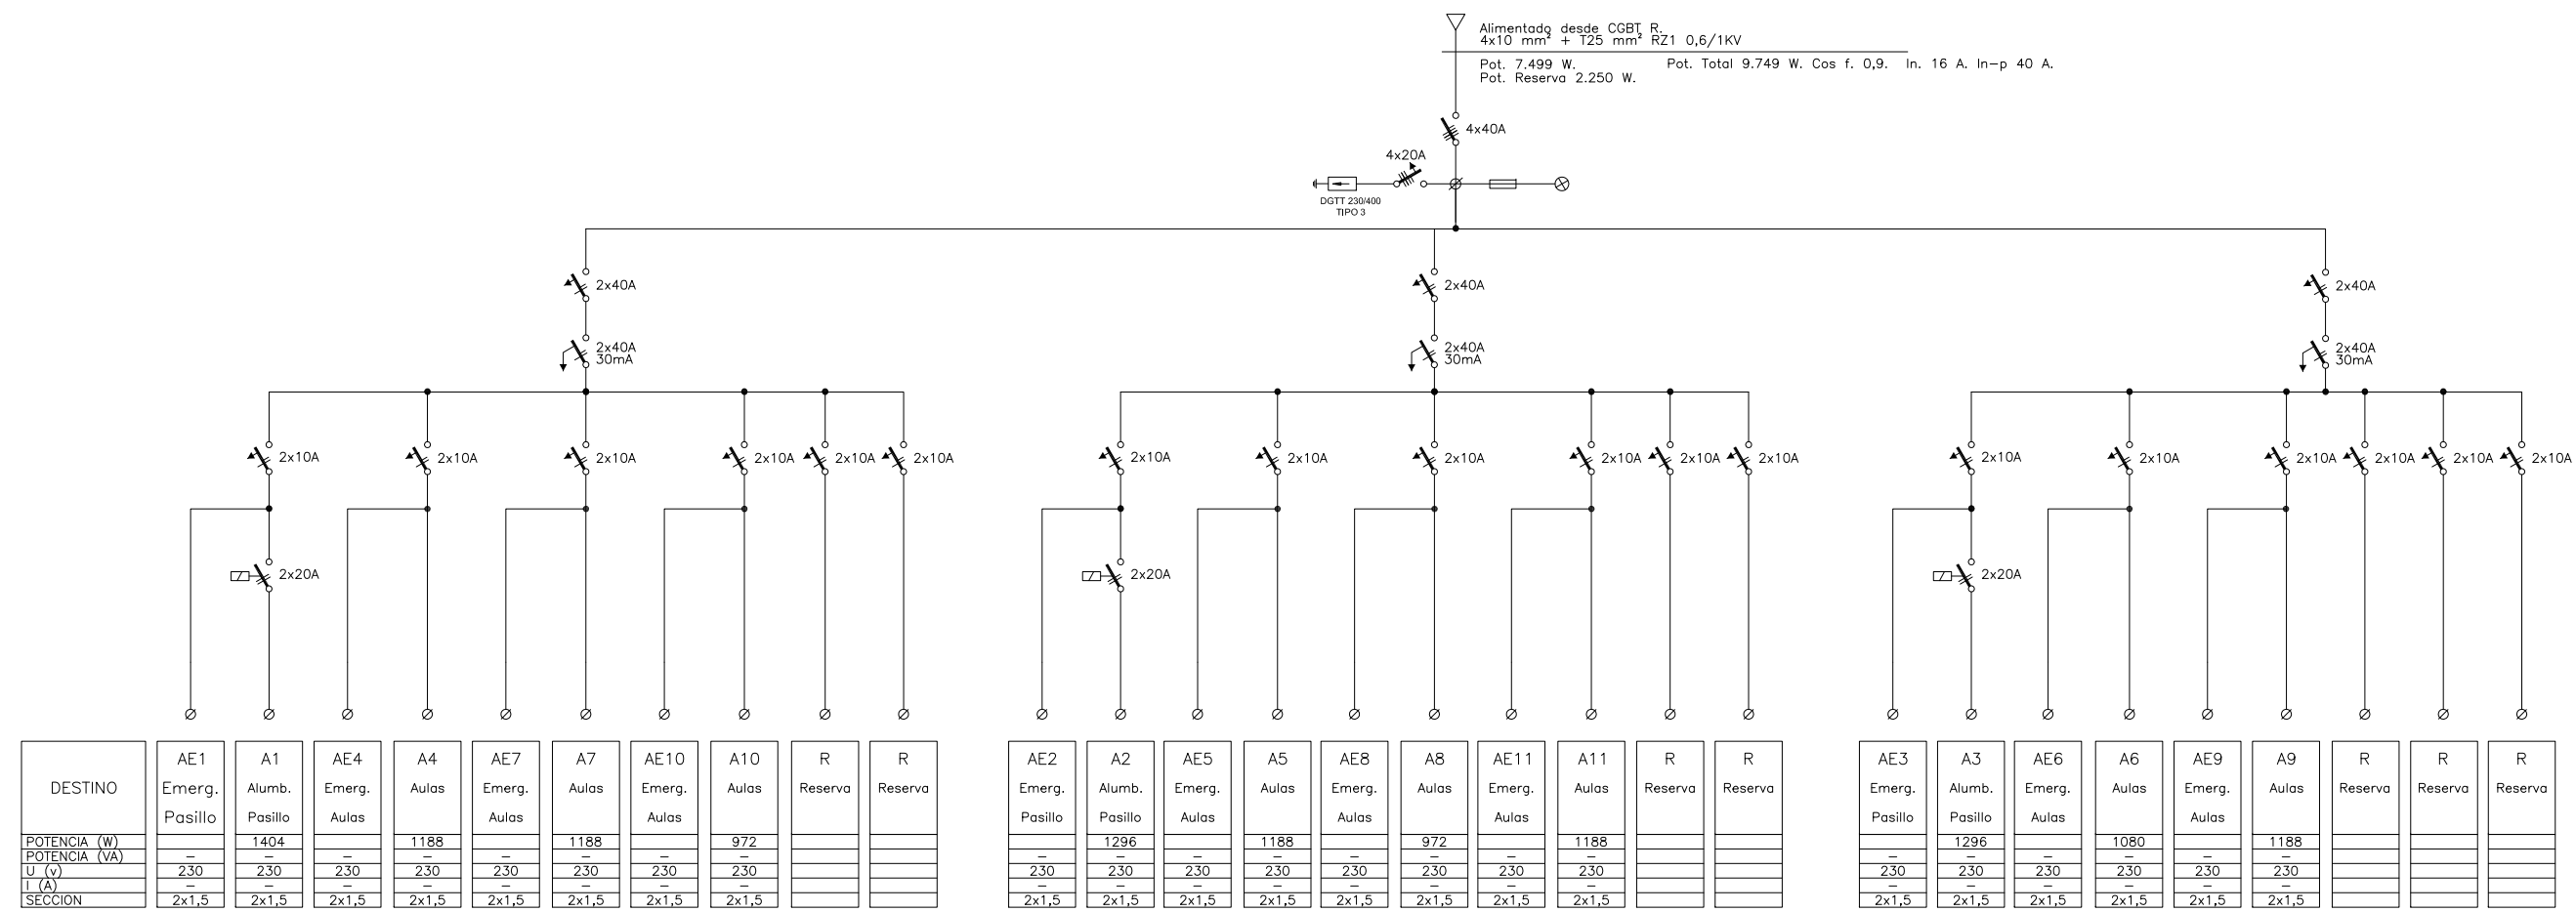 Alimentado desde CGBT R.
4x10 mm² + T25 mm² RZ1 0,6/1KV
Pot. 7.499 W. Pot. Total 9.749 W. Cos f. 0,9. In. 16 A. In-p 40 A.
Pot. Reserva 2.250 W.
4x40A
4x20A
DGTT 230/400
TIPO 3
2x40A 2x40A 2x40A
2x40A 2x40A 2x40A
30mA 30mA 30mA
2x10A 2x10A 2x10A 2x10A 2x10A 2x10A 2x10A 2x10A 2x10A 2x10A 2x10A 2x10A 2x10A 2x10A 2x10A 2x10A 2x10A 2x10A
2x20A 2x20A 2x20A
AE1 A1 AE4 A4 AE7 A7 AE10 A10 R R AE2 A2 AE5 A5 AE8 A8 AE11 A11 R R AE3 A3 AE6 A6 AE9 A9 R R R
DESTINO Emerg. Alumb. Emerg. Aulas Emerg. Aulas Emerg. Aulas Reserva Reserva Emerg. Alumb. Emerg. Aulas Emerg. Aulas Emerg. Aulas Reserva Reserva Emerg. Alumb. Emerg. Aulas Emerg. Aulas Reserva Reserva Reserva
Pasillo Pasillo Aulas Aulas Aulas Pasillo Pasillo Aulas Aulas Aulas Pasillo Pasillo Aulas Aulas
POTENCIA (W) 1404 1188 1188 972 1296 1188 972 1188 1296 1080 1188
POTENCIA (VA) – – – – – – – – – – – – – – – – – – – – – –
U (v) 230 230 230 230 230 230 230 230 230 230 230 230 230 230 230 230 230 230 230 230 230 230
I (A) – – – – – – – – – – – – – – – – – – – – – –
SECCION 2x1,5 2x1,5 2x1,5 2x1,5 2x1,5 2x1,5 2x1,5 2x1,5 2x1,5 2x1,5 2x1,5 2x1,5 2x1,5 2x1,5 2x1,5 2x1,5 2x1,5 2x1,5 2x1,5 2x1,5 2x1,5 2x1,5